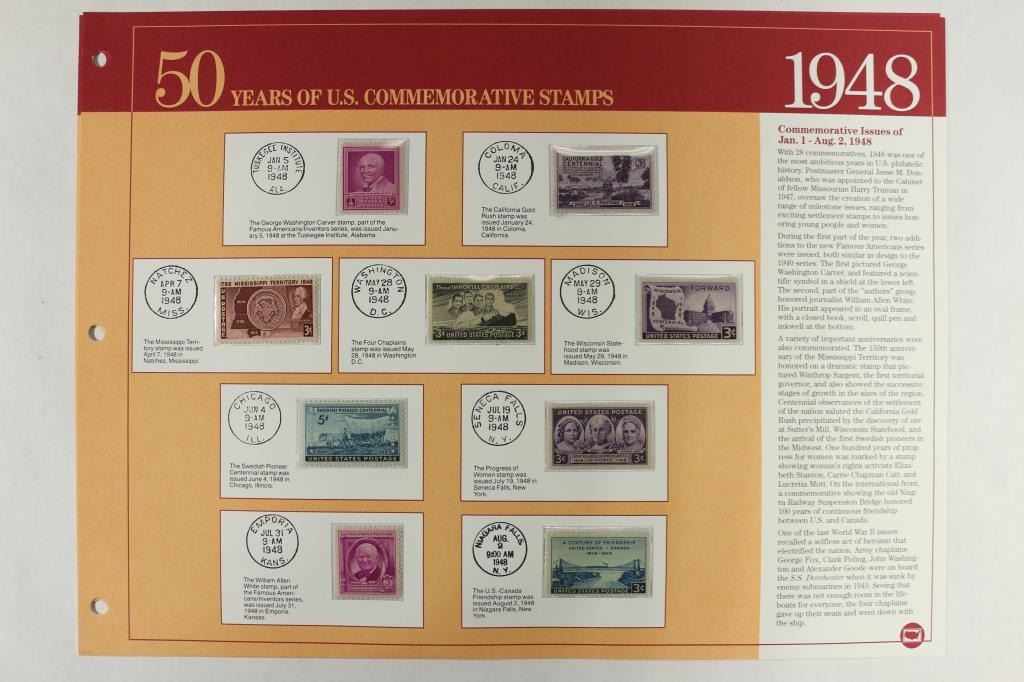 50 YEARS OF U.S. COMMEMORATIVE STAMPS
1948
TUSKEGEE INSTITUTE
JAN 5
9-AM
1948
ALA.
The George Washington Carver stamp, part of the
Famous Americans/Inventors series, was issued Janu-
ary 5, 1948 at the Tuskegee Institute, Alabama.
COLOMA
JAN 24
9-AM
1948
CALIF.
CALIFORNIA GOLD
CENTENNIAL
The California Gold
Rush stamp was
issued January 24,
1948 in Coloma,
California.
NATCHEZ
APR 7
9-AM
1948
MISS.
1798 MISSISSIPPI TERRITORY 1948
3¢
The Mississippi Terri-
tory stamp was issued
April 7, 1948 in
Natchez, Mississippi.
WASHINGTON
MAY 28
9-AM
1948
D.C.
These IMMORTAL CHAPLAINS...
3¢ UNITED STATES POSTAGE 3¢
The Four Chaplains
stamp was issued May
28, 1948 in Washington
D.C.
MADISON
MAY 29
9-AM
1948
WIS.
FORWARD
WISCONSIN
CENTENNIAL
UNITED STATES POSTAGE 3¢
The Wisconsin State-
hood stamp was
issued May 29, 1948 in
Madison, Wisconsin.
CHICAGO
JUN 4
9-AM
1948
ILL.
SWEDISH PIONEER CENTENNIAL
5¢
UNITED STATES POSTAGE
The Swedish Pioneer
Centennial stamp was
issued June 4, 1948 in
Chicago, Illinois.
SENECA FALLS
JUL 19
9-AM
1948
N.Y.
UNITED STATES POSTAGE
3¢ 100 YEARS OF PROGRESS 3¢
1848 OF WOMEN 1948
The Progress of
Women stamp was
issued July 19, 1948 in
Seneca Falls, New
York.
EMPORIA
JUL 31
9-AM
1948
KANS.
UNITED STATES POSTAGE
The William Allen
White stamp, part of
the Famous Ameri-
cans/Inventors series,
was issued July 31,
1948 in Emporia,
Kansas.
NIAGARA FALLS
AUG.
2
9:00 AM
1948
N.Y.
A CENTURY OF FRIENDSHIP
UNITED STATES - CANADA
1848-1948
UNITED STATES POSTAGE 3¢
The U.S.-Canada
Friendship stamp was
issued August 2, 1948
in Niagara Falls, New
York.
Commemorative Issues of
Jan. 1 - Aug. 2, 1948
With 28 commemoratives, 1948 was one of
the most ambitious years in U.S. philatelic
history. Postmaster General Jesse M. Don-
aldson, who was appointed to the Cabinet
of fellow Missourian Harry Truman in
1947, oversaw the creation of a wide
range of milestone issues, ranging from
exciting settlement stamps to issues hon-
oring young people and women.
During the first part of the year, two addi-
tions to the new Famous Americans series
were issued, both similar in design to the
1940 series. The first pictured George
Washington Carver, and featured a scien-
tific symbol in a shield at the lower left.
The second, part of the "authors" group,
honored journalist William Allen White.
His portrait appeared in an oval frame,
with a closed book, scroll, quill pen and
inkwell at the bottom.
A variety of important anniversaries were
also commemorated. The 150th anniver-
sary of the Mississippi Territory was
honored on a dramatic stamp that pic-
tured Winthrop Sargent, the first territorial
governor, and also showed the successive
stages of growth in the sizes of the region.
Centennial observances of the settlement
of the nation saluted the California Gold
Rush precipitated by the discovery of ore
at Sutter's Mill, Wisconsin Statehood, and
the arrival of the first Swedish pioneers in
the Midwest. One hundred years of prog-
ress for women was marked by a stamp
showing woman's rights activists Eliza-
beth Stanton, Carrie Chapman Catt, and
Lucretia Mott. On the international front,
a commemorative showing the old Niag-
ara Railway Suspension Bridge honored
100 years of continuous friendship
between U.S. and Canada.
One of the last World War II issues
recalled a selfless act of heroism that
electrified the nation. Army chaplains
George Fox, Clark Poling, John Washing-
ton and Alexander Goode were on board
the S.S. Dorchester when it was sunk by
enemy submarines in 1943. Seeing that
there was not enough room in the life-
boats for everyone, the four chaplains
gave up their seats and went down with
the ship.